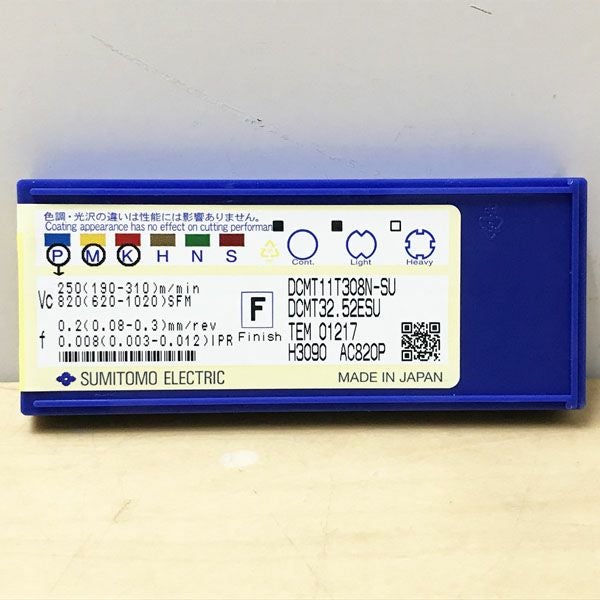 色調・光沢の違いは性能には影響ありません。
Coating appearance has no effect on cutting performan
P M K H N S
Cont. Light Heavy
Vc 250(190-310)m/min
820(620-1020)SFM
f 0.2(0.08-0.3)mm/rev
0.008(0.003-0.012)IPR
F
Finish
DCMT11T308N-SU
DCMT32.52ESU
TEM 01217
H3090 AC820P
SUMITOMO ELECTRIC
MADE IN JAPAN